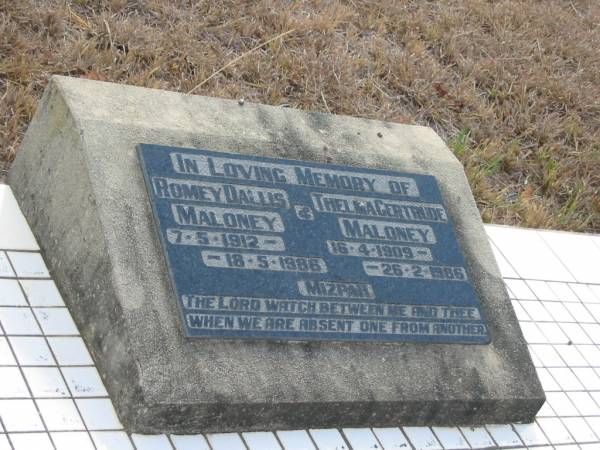 In Loving Memory of
Romey Dallis & Thelma Gertrude
Maloney Maloney
7-5-1912 - 16-4-1909 -
- 18-5-1986 - 26-2-1986
Mizpah
The Lord watch between me and thee
when we are absent one from another